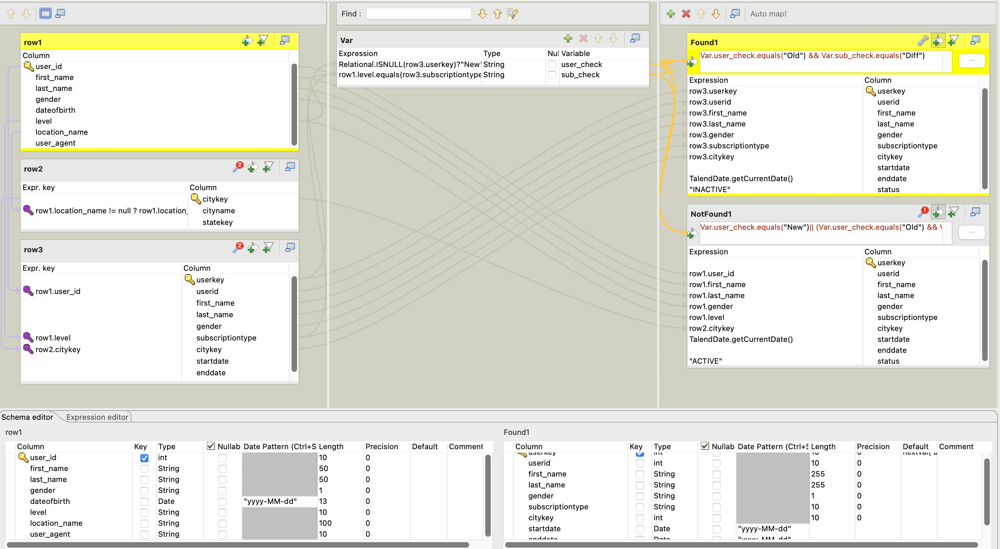 Find :
Auto map!
row1
Column
user_id
first_name
last_name
gender
dateofbirth
level
location_name
user_agent
row2
2
Expr. key Column
citykey
row1.location_name != null ? row1.location_ cityname
statekey
row3
2
Expr. key Column
userkey
row1.user_id userid
first_name
last_name
gender
row1.level subscriptiontype
row2.citykey citykey
startdate
enddate
Var
Expression Type Nul Variable
Relational.ISNULL(row3.userkey)?"New" String user_check
row1.level.equals(row3.subscriptiontype String sub_check
Found1
Var.user_check.equals("Old") && Var.sub_check.equals("Diff")
...
Expression Column
row3.userkey userkey
row3.userid userid
row3.first_name first_name
row3.last_name last_name
row3.gender gender
row3.subscriptiontype subscriptiontype
row3.citykey citykey
startdate
TalendDate.getCurrentDate() enddate
"INACTIVE" status
NotFound1
1
Var.user_check.equals("New")|| (Var.user_check.equals("Old") &&
...
Expression Column
userkey
row1.user_id userid
row1.first_name first_name
row1.last_name last_name
row1.gender gender
row1.level subscriptiontype
row2.citykey citykey
TalendDate.getCurrentDate() startdate
enddate
"ACTIVE" status
Schema editor Expression editor
row1
Column Key Type Nullab Date Pattern (Ctrl+S Length Precision Default Comment
user_id int 10 0
first_name String 50 0
last_name String 50 0
gender String 1 0
dateofbirth Date "yyyy-MM-dd" 13 0
level String 10 0
location_name String 100 0
user_agent String 10 0
Found1
Column Key Type Nullab Date Pattern (Ctrl+S Length Precision Default Comment
userkey int 10 0
userid int 10 0
first_name String 255 0
last_name String 255 0
gender String 1 0
subscriptiontype String 10 0
citykey int 10 0
startdate Date "yyyy-MM-dd"
enddate Date "yyyy-MM-dd"